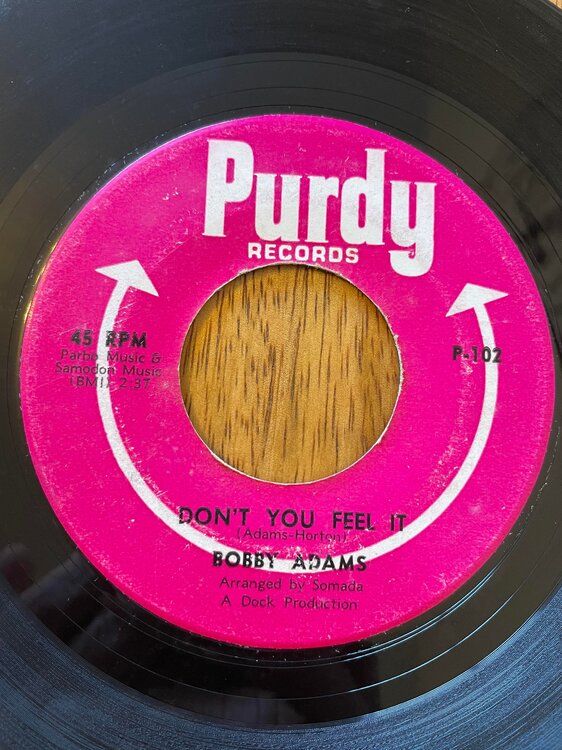 Purdy
RECORDS
45 RPM
Parbo Music &
Samodon Music
(BMI) 2:37
P-102
DON'T YOU FEEL IT
(Adams-Horton)
BOBBY ADAMS
Arranged by Somada
A Dock Production